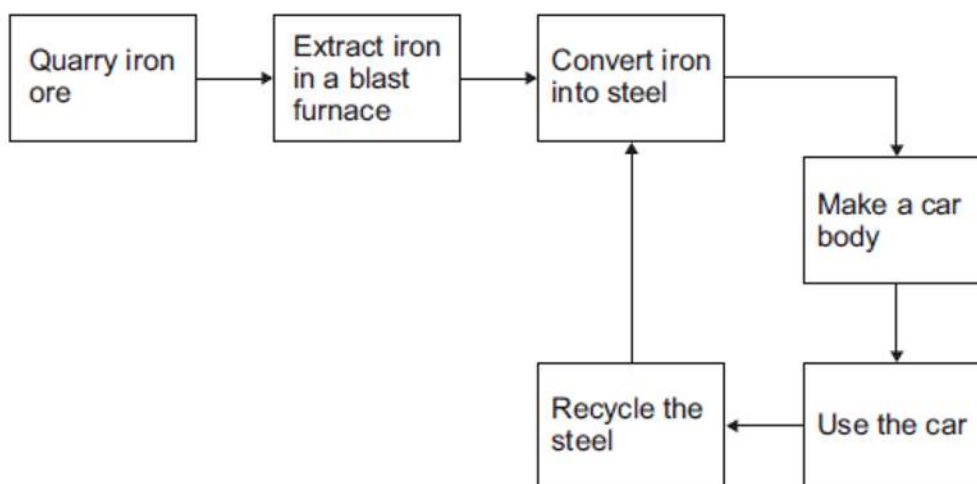 Quarry iron
ore
Extract iron
in a blast
furnace
Convert iron
into steel
Make a car
body
Use the car
Recycle the
steel